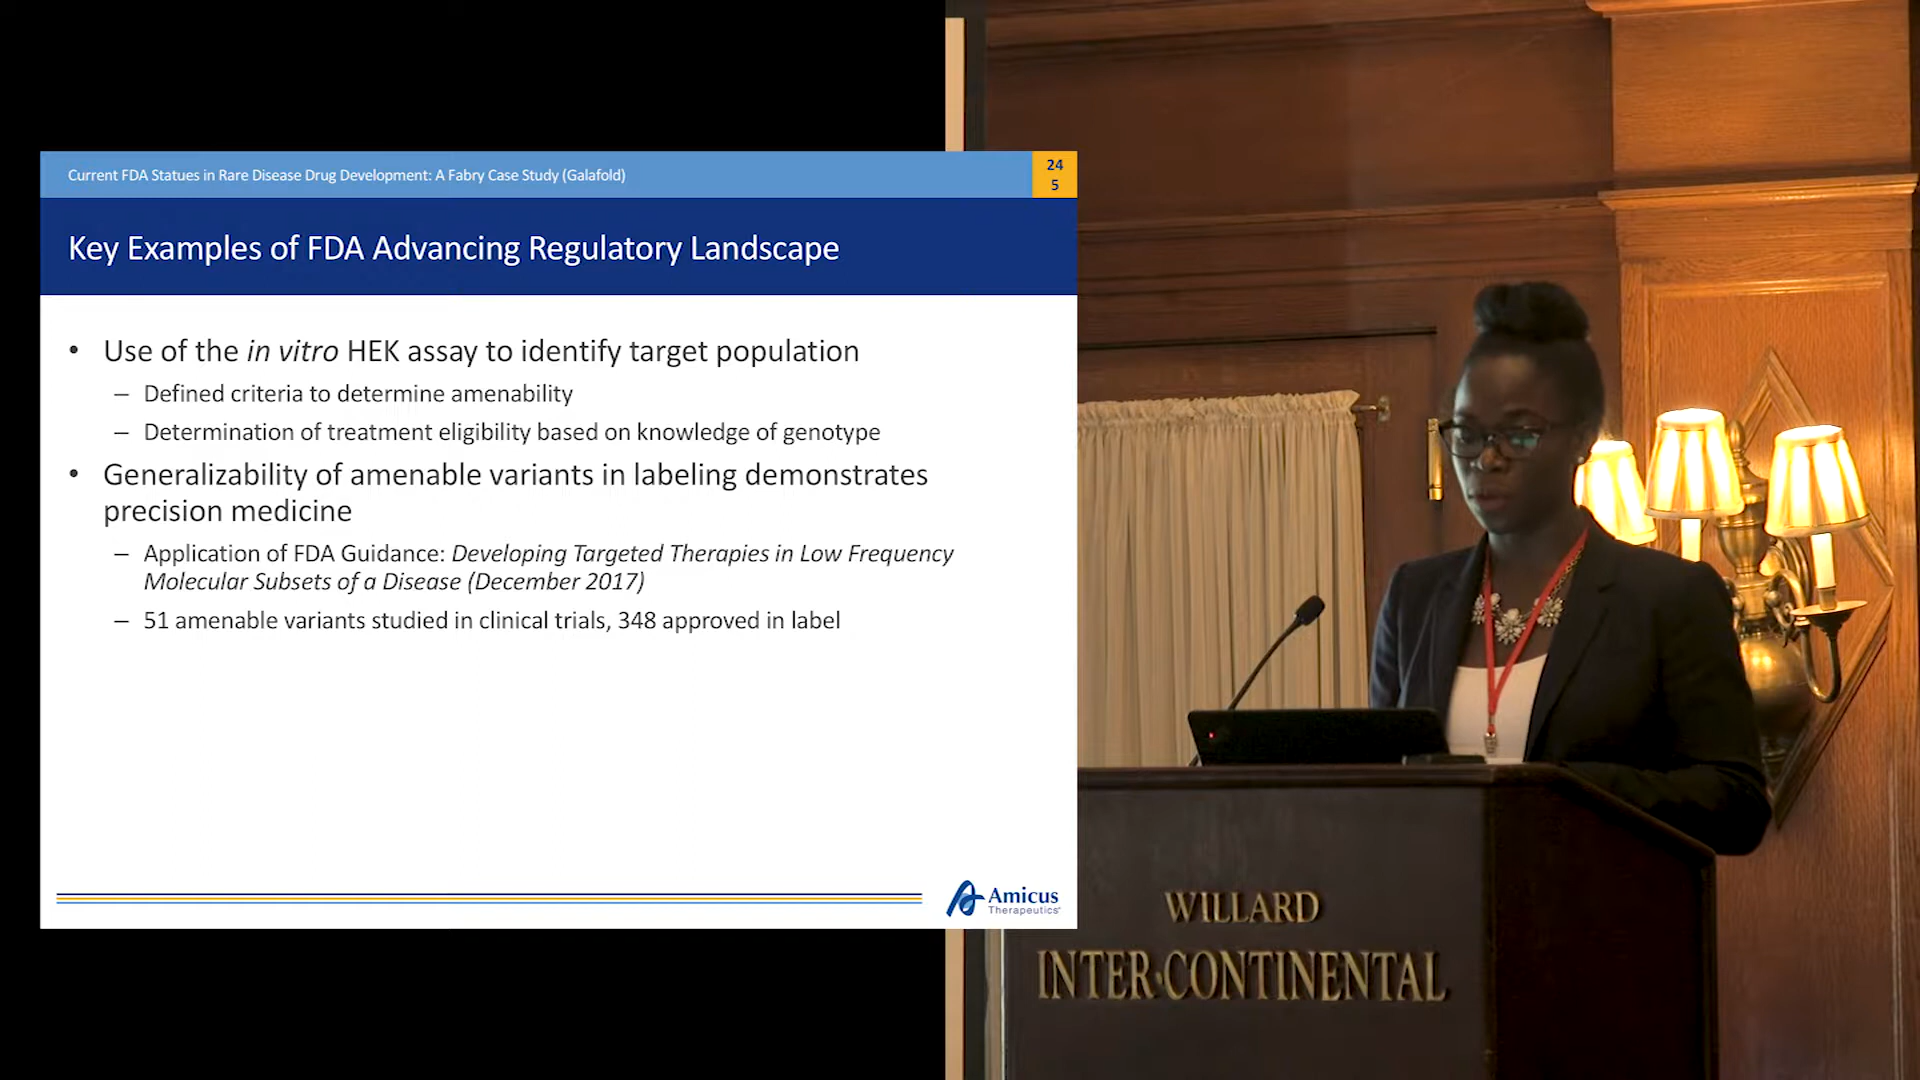 Current FDA Statues in Rare Disease Drug Development: A Fabry Case Study (Galafold)
24
5
Key Examples of FDA Advancing Regulatory Landscape
• Use of the in vitro HEK assay to identify target population
– Defined criteria to determine amenability
– Determination of treatment eligibility based on knowledge of genotype
• Generalizability of amenable variants in labeling demonstrates
precision medicine
– Application of FDA Guidance: Developing Targeted Therapies in Low Frequency
Molecular Subsets of a Disease (December 2017)
– 51 amenable variants studied in clinical trials, 348 approved in label
Amicus
Therapeutics®
WILLARD
INTER·CONTINENTAL